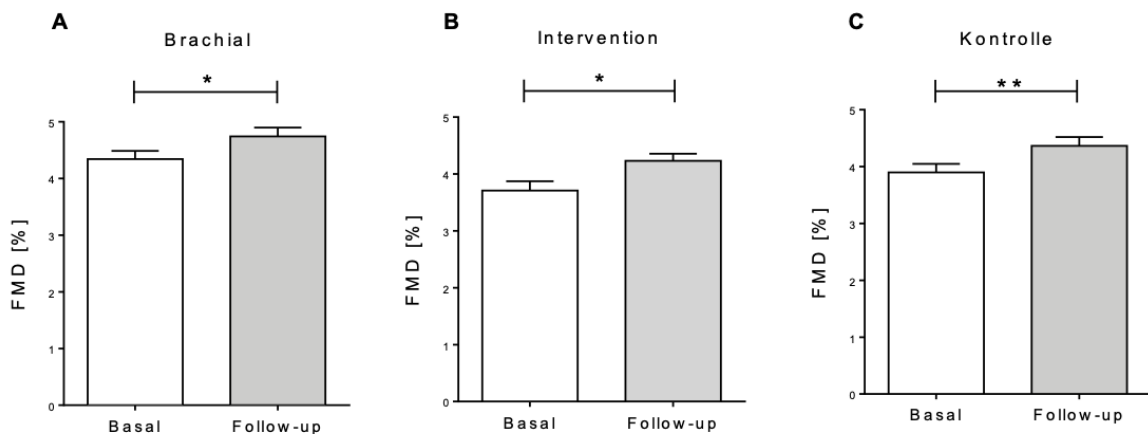 A
Brachial
*
FMD [%]
5
4
3
2
1
0
Basal Follow-up
B
Intervention
*
FMD [%]
5
4
3
2
1
0
Basal Follow-up
C
Kontrolle
**
FMD [%]
5
4
3
2
1
0
Basal Follow-up